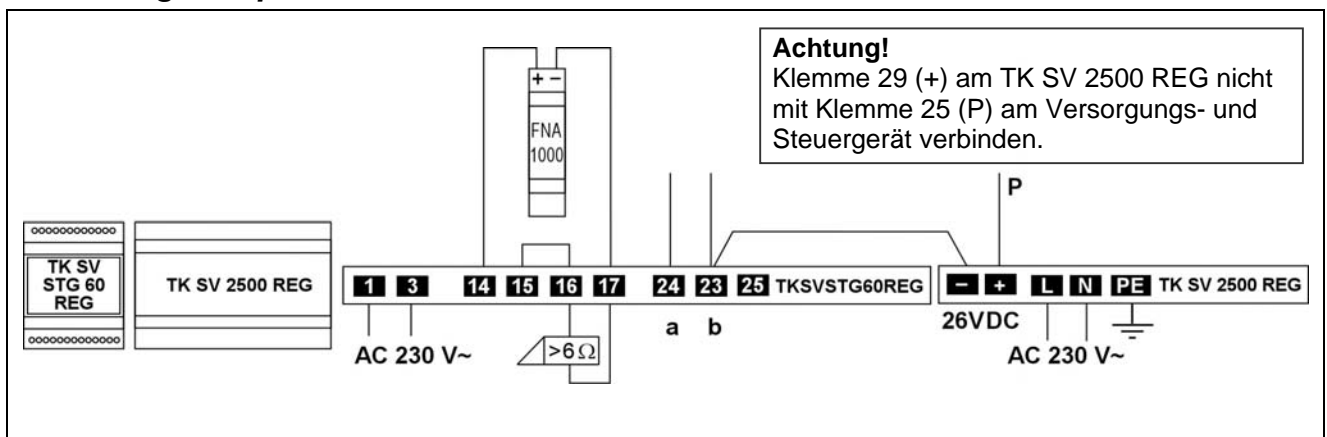 Achtung!
Klemme 29 (+) am TK SV 2500 REG nicht
mit Klemme 25 (P) am Versorgungs- und
Steuergerät verbinden.
+ −
FNA
1000
P
TK SV
STG 60
REG
TK SV 2500 REG
1 3 14 15 16 17 24 23 25 TKSVSTG60REG
− + L N PE TK SV 2500 REG
a b
26VDC
AC 230 V~
>6Ω
AC 230 V~